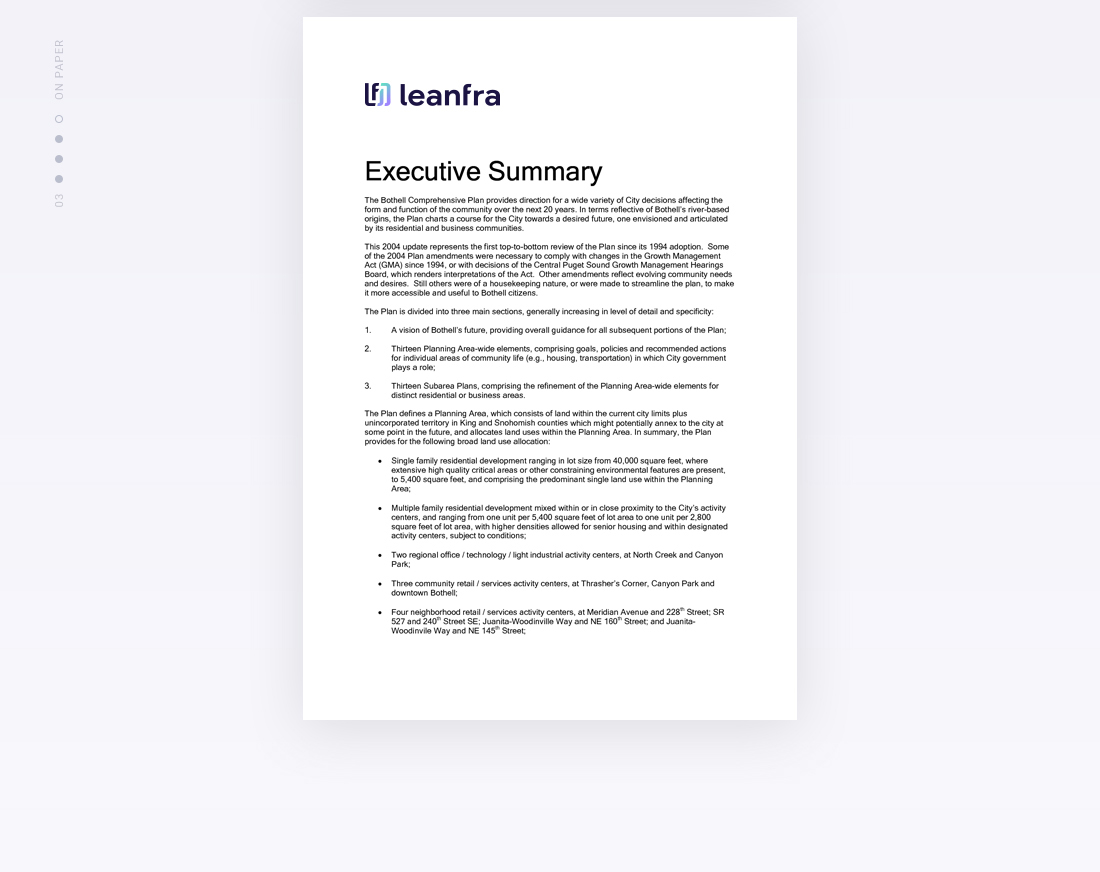 ON PAPER
03
leanfra
Executive Summary
The Bothell Comprehensive Plan provides direction for a wide variety of City decisions affecting the
form and function of the community over the next 20 years. In terms reflective of Bothell's river-based
origins, the Plan charts a course for the City towards a desired future, one envisioned and articulated
by its residential and business communities.
This 2004 update represents the first top-to-bottom review of the Plan since its 1994 adoption.  Some
of the 2004 Plan amendments were necessary to comply with changes in the Growth Management
Act (GMA) since 1994, or with decisions of the Central Puget Sound Growth Management Hearings
Board, which renders interpretations of the Act.  Other amendments reflect evolving community needs
and desires.  Still others were of a housekeeping nature, or were made to streamline the plan, to make
it more accessible and useful to Bothell citizens.
The Plan is divided into three main sections, generally increasing in level of detail and specificity:
1. A vision of Bothell's future, providing overall guidance for all subsequent portions of the Plan;
2. Thirteen Planning Area-wide elements, comprising goals, policies and recommended actions
for individual areas of community life (e.g., housing, transportation) in which City government
plays a role;
3. Thirteen Subarea Plans, comprising the refinement of the Planning Area-wide elements for
distinct residential or business areas.
The Plan defines a Planning Area, which consists of land within the current city limits plus
unincorporated territory in King and Snohomish counties which might potentially annex to the city at
some point in the future, and allocates land uses within the Planning Area. In summary, the Plan
provides for the following broad land use allocation:
• Single family residential development ranging in lot size from 40,000 square feet, where
extensive high quality critical areas or other constraining environmental features are present,
to 5,400 square feet, and comprising the predominant single land use within the Planning
Area;
• Multiple family residential development mixed within or in close proximity to the City's activity
centers, and ranging from one unit per 5,400 square feet of lot area to one unit per 2,800
square feet of lot area, with higher densities allowed for senior housing and within designated
activity centers, subject to conditions;
• Two regional office / technology / light industrial activity centers, at North Creek and Canyon
Park;
• Three community retail / services activity centers, at Thrasher's Corner, Canyon Park and
downtown Bothell;
• Four neighborhood retail / services activity centers, at Meridian Avenue and 228th Street; SR
527 and 240th Street SE; Juanita-Woodinville Way and NE 160th Street; and Juanita-
Woodinvile Way and NE 145th Street;